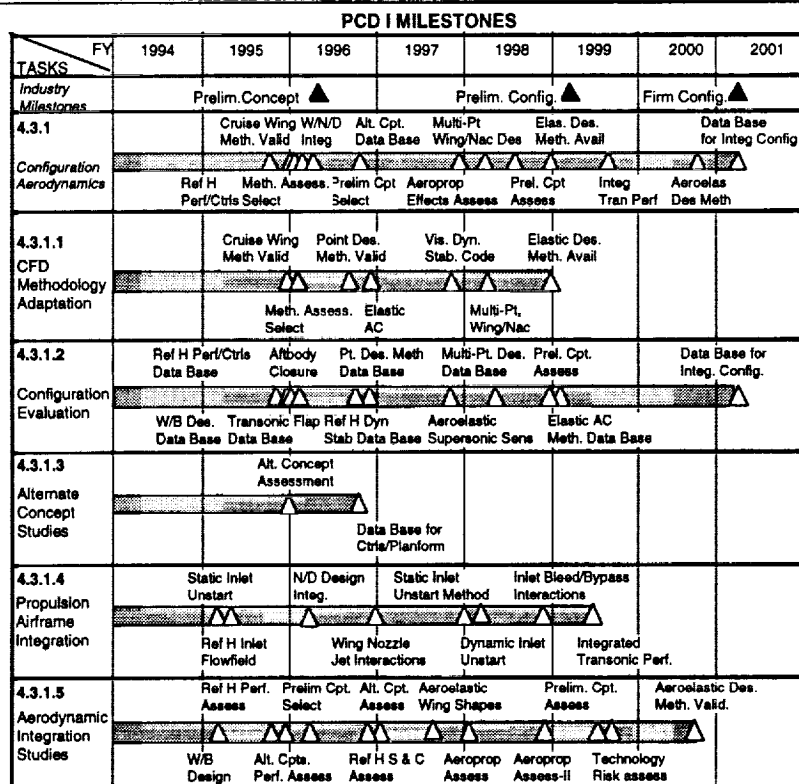 PCD I MILESTONES
FY 1994 1995 1996 1997 1998 1999 2000 2001
TASKS
Industry
Milestones
Prelim.Concept Prelim. Config. Firm Config.
4.3.1
Configuration
Aerodynamics
Cruise Wing W/N/D Alt. Cpt. Multi-Pt Elas. Des. Data Base
Meth. Valid Integ Data Base Wing/Nac Des Meth. Avail for Integ Config
Ref H Meth. Assess. Prelim Cpt Aeroprop Prel. Cpt Integ Aeroelas
Perf/Ctrls Select Select Effects Assess Assess Tran Perf Des Meth
4.3.1.1
CFD
Methodology
Adaptation
Cruise Wing Point Des. Vis. Dyn. Elastic Des.
Meth Valid Meth. Valid Stab. Code Meth. Avail
Meth. Assess. Elastic Multi-Pt,
Select AC Wing/Nac
4.3.1.2
Configuration
Evaluation
Ref H Perf/Ctrls Aftbody Pt. Des. Meth Multi-Pt. Des. Prel. Cpt. Data Base for
Data Base Closure Data Base Data Base Assess Integ. Config.
W/B Des. Transonic Flap Ref H Dyn Aeroelastic Elastic AC
Data Base Data Base Stab Data Base Supersonic Sens Meth. Data Base
4.3.1.3
Alternate
Concept
Studies
Alt. Concept
Assessment
Data Base for
Ctrls/Planform
4.3.1.4
Propulsion
Airframe
Integration
Static Inlet N/D Design Static Inlet Inlet Bleed/Bypass
Unstart Integ. Unstart Method Interactions
Ref H Inlet Wing Nozzle Dynamic Inlet Integrated
Flowfield Jet Interactions Unstart Transonic Perf.
4.3.1.5
Aerodynamic
Integration
Studies
Ref H Perf. Prelim Cpt. Alt. Cpt. Aeroelastic Prelim. Cpt. Aeroelastic Des.
Assess Select Assess Wing Shapes Assess Meth. Valid.
W/B Alt. Cpts. Ref H S & C Aeroprop Aeroprop Technology
Design Perf. Assess Assess Assess Assess-II Risk assess